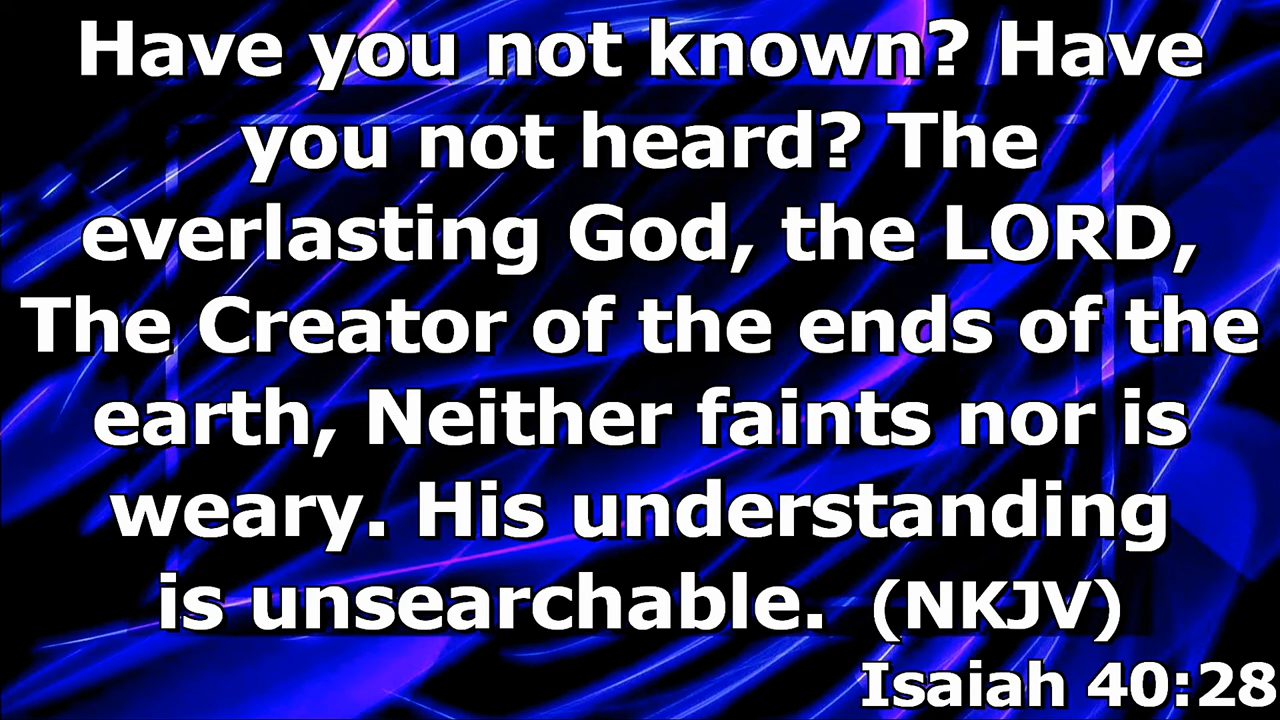 Have you not known? Have
you not heard? The
everlasting God, the LORD,
The Creator of the ends of the
earth, Neither faints nor is
weary. His understanding
is unsearchable. (NKJV)
Isaiah 40:28